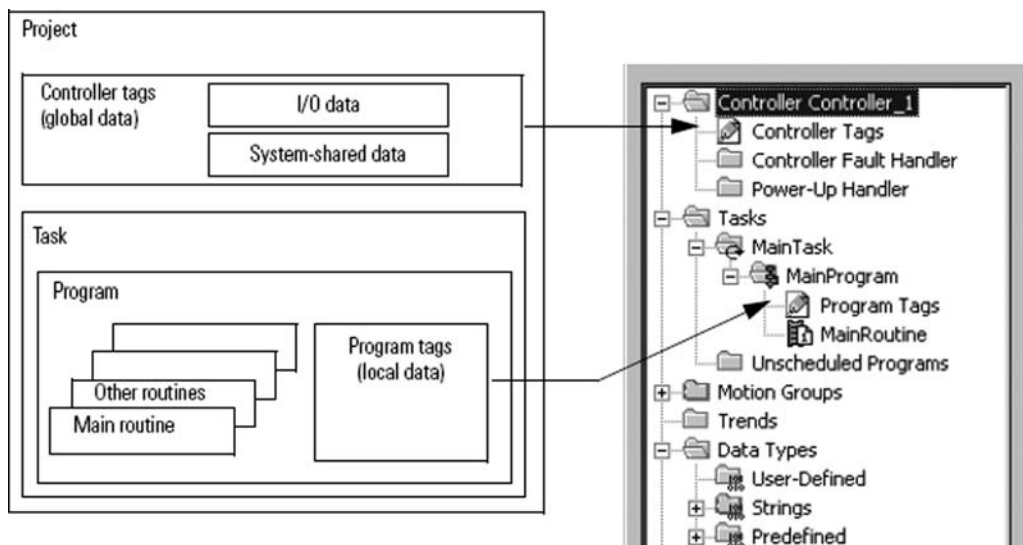 Project
Controller tags
(global data)
I/O data
System-shared data
Task
Program
Other routines
Main routine
Program tags
(local data)
Controller Controller_1
Controller Tags
Controller Fault Handler
Power-Up Handler
Tasks
MainTask
MainProgram
Program Tags
MainRoutine
Unscheduled Programs
Motion Groups
Trends
Data Types
User-Defined
Strings
Predefined